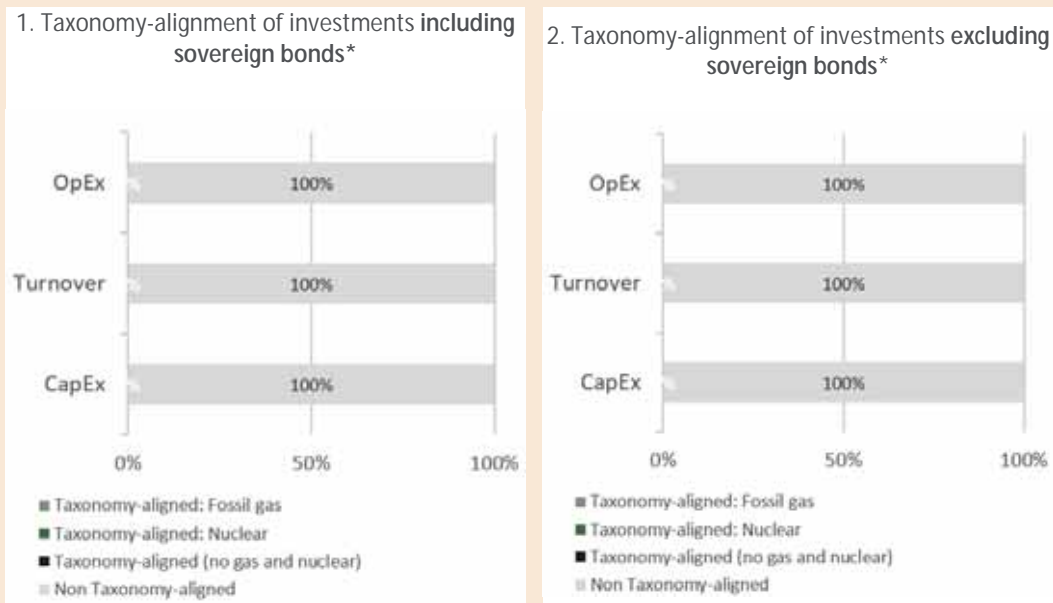 1. Taxonomy-alignment of investments including
sovereign bonds*
OpEx
100%
Turnover
100%
CapEx
100%
0%
50%
100%
Taxonomy-aligned: Fossil gas
Taxonomy-aligned: Nuclear
Taxonomy-aligned (no gas and nuclear)
Non Taxonomy-aligned
2. Taxonomy-alignment of investments excluding
sovereign bonds*
OpEx
100%
Turnover
100%
CapEx
100%
0%
50%
100%
Taxonomy-aligned: Fossil gas
Taxonomy-aligned: Nuclear
Taxonomy-aligned (no gas and nuclear)
Non Taxonomy-aligned